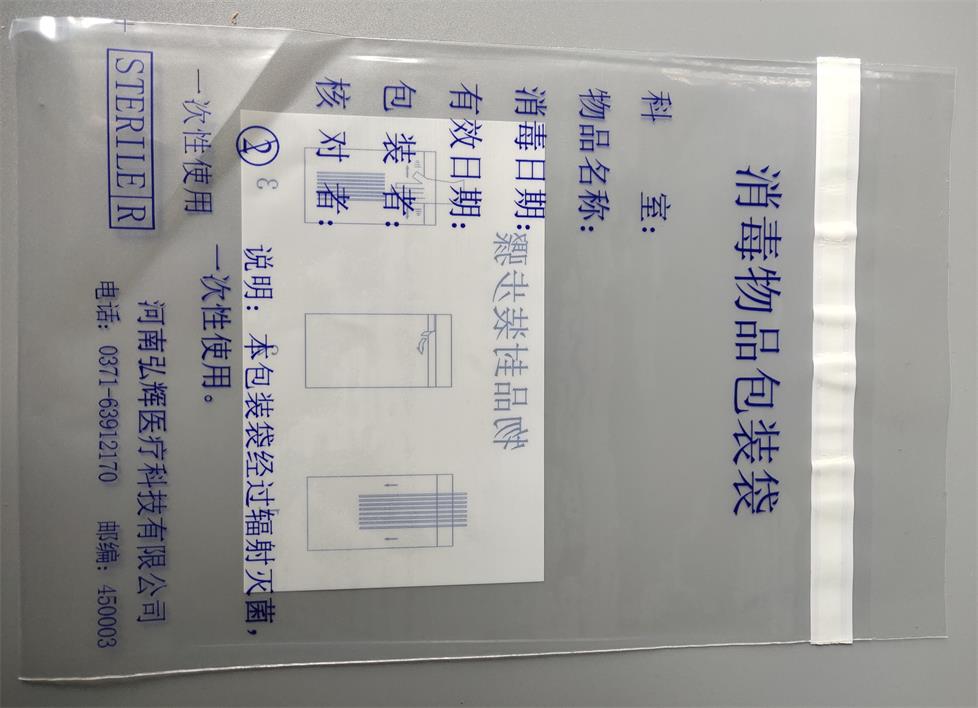 消毒物品包装袋
科 室:
物品名称:
消毒日期:
有效日期:
包 装 者:
核 对 者:
②
说明: 本包装袋经过辐射灭菌,
一次性使用。
一次性使用
河南弘辉医疗科技有限公司
STERILE R
电话: 0371-63912170 邮编: 450003